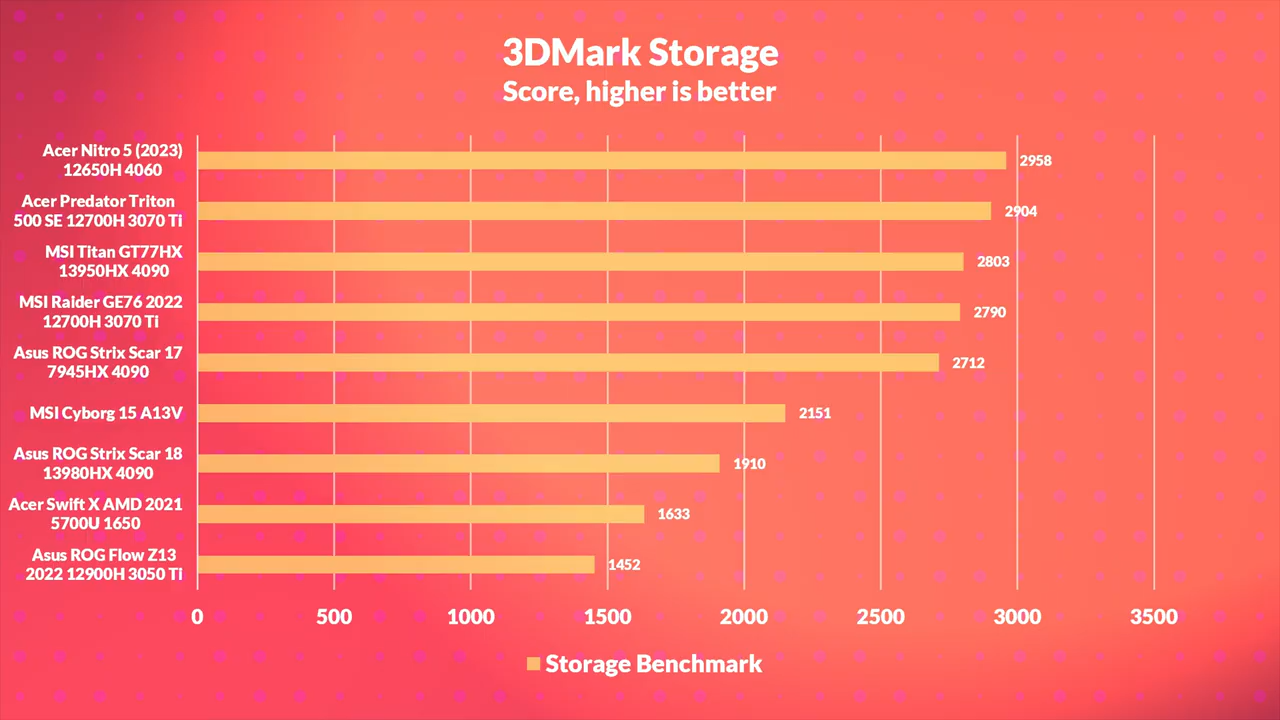 3DMark Storage
Score, higher is better
Acer Nitro 5 (2023)
12650H 4060
2958
Acer Predator Triton
500 SE 12700H 3070 Ti
2904
MSI Titan GT77HX
13950HX 4090
2803
MSI Raider GE76 2022
12700H 3070 Ti
2790
Asus ROG Strix Scar 17
7945HX 4090
2712
MSI Cyborg 15 A13V
2151
Asus ROG Strix Scar 18
13980HX 4090
1910
Acer Swift X AMD 2021
5700U 1650
1633
Asus ROG Flow Z13
2022 12900H 3050 Ti
1452
0 500 1000 1500 2000 2500 3000 3500
Storage Benchmark